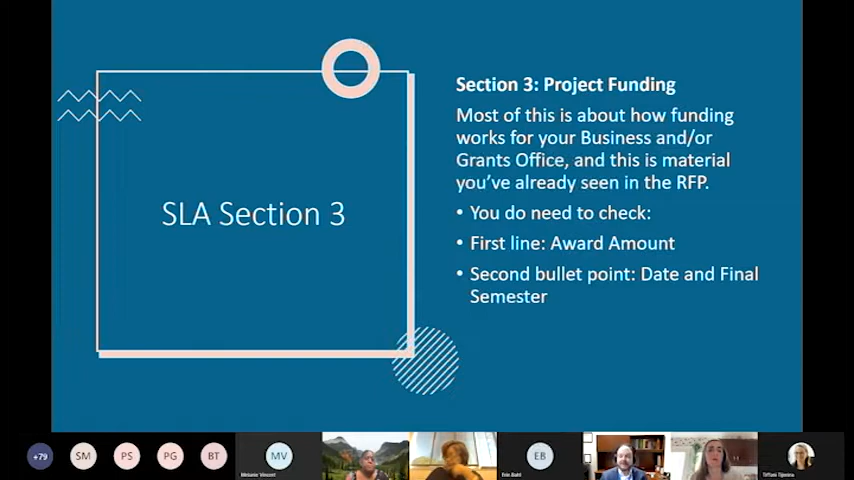 SLA Section 3
Section 3: Project Funding
Most of this is about how funding
works for your Business and/or
Grants Office, and this is material
you've already seen in the RFP.
• You do need to check:
• First line: Award Amount
• Second bullet point: Date and Final
Semester
+79
SM
PS
PG
BT
MV
EB
Melanie Vincent